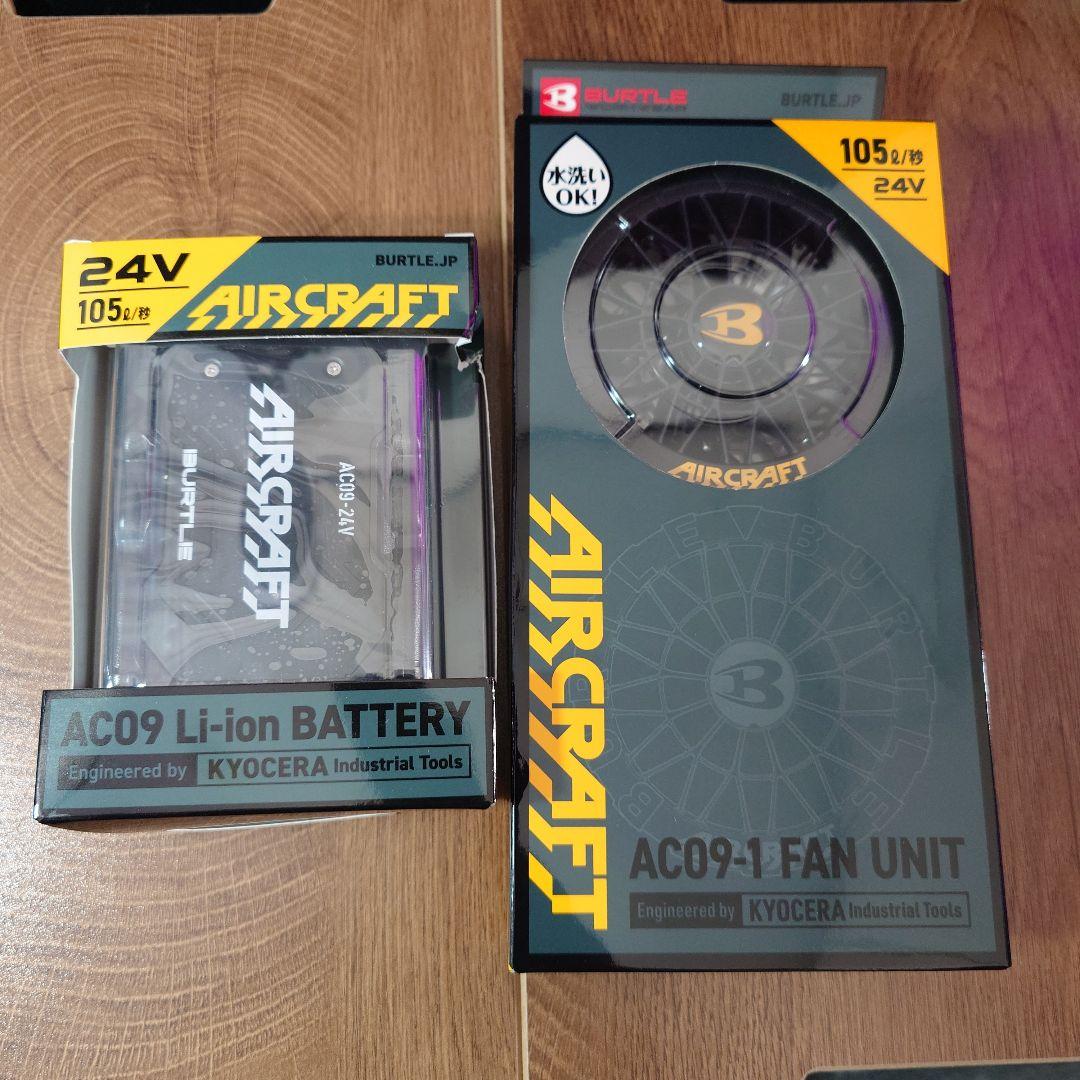 24V
105ℓ/秒
BURTLE.JP
AIRCRAFT
AIRCRAFT
BURTLE
AC09-24V
AC09 Li-ion BATTERY
Engineered by KYOCERA Industrial Tools
B BURTLE
BURTLE.JP
水洗い
OK!
105ℓ/秒
24V
B
AIRCRAFT
AIRCRAFT
B
AC09-1 FAN UNIT
Engineered by KYOCERA Industrial Tools